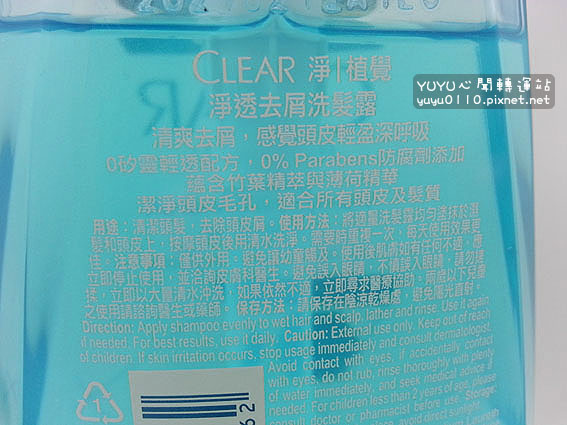 YUYU心聞轉運站
yuyu0110.pixnet.net
CLEAR 淨|植覺
淨透去屑洗髮露
清爽去屑，感覺頭皮輕盈深呼吸
0矽靈輕透配方，0% Parabens防腐劑添加
蘊含竹葉精萃與薄荷精華
潔淨頭皮毛孔，適合所有頭皮及髮質
用途：清潔頭髮，去除頭皮屑。使用方法：將適量洗髮露均勻塗抹於濕
髮和頭皮上，按摩頭皮後用清水洗淨。需要時重複一次，每天使用效果更
佳。注意事項：僅供外用。避免讓幼童觸及。使用後肌膚如有任何不適，應
立即停止使用，並洽詢皮膚科醫生。避免誤入眼睛，不慎誤入眼睛，請勿搓
揉，立即以大量清水沖洗，如果依然不適，立即尋求醫療協助。兩歲以下兒童
之使用請諮詢醫生或藥師。保存方法：請保存在陰涼乾燥處，避免陽光直射。
Direction: Apply shampoo evenly to wet hair and scalp, lather and rinse. Use it again
if needed. For best results, use it daily. Caution: External use only. Keep out of reach
of children. If skin irritation occurs, stop usage immediately and consult dermatologist.
Avoid contact with eyes, if accidentally contact
with eyes, do not rub, rinse thoroughly with plenty
of water immediately, and seek medical advice if
needed. For children less than 2 years of age, please
consult doctor or pharmacist before use. Storage:
place, avoid direct sunlight.
1